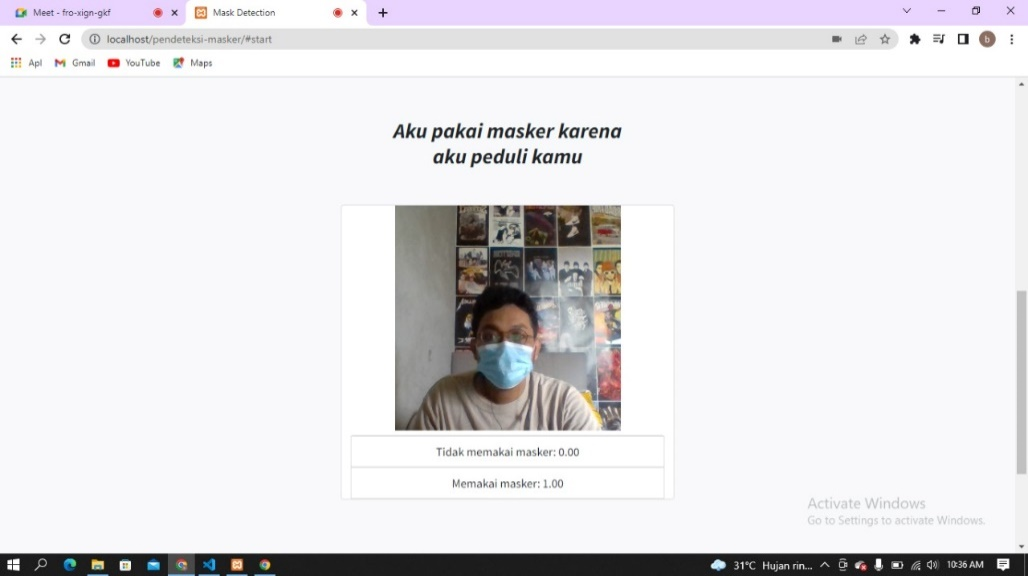 Meet - fro-xign-gkf
Mask Detection
localhost/pendeteksi-masker/#start
b
Apl
Gmail
YouTube
Maps
Aku pakai masker karena
aku peduli kamu
Tidak memakai masker: 0.00
Memakai masker: 1.00
Activate Windows
Go to Settings to activate Windows.
31°C Hujan rin...
10:36 AM